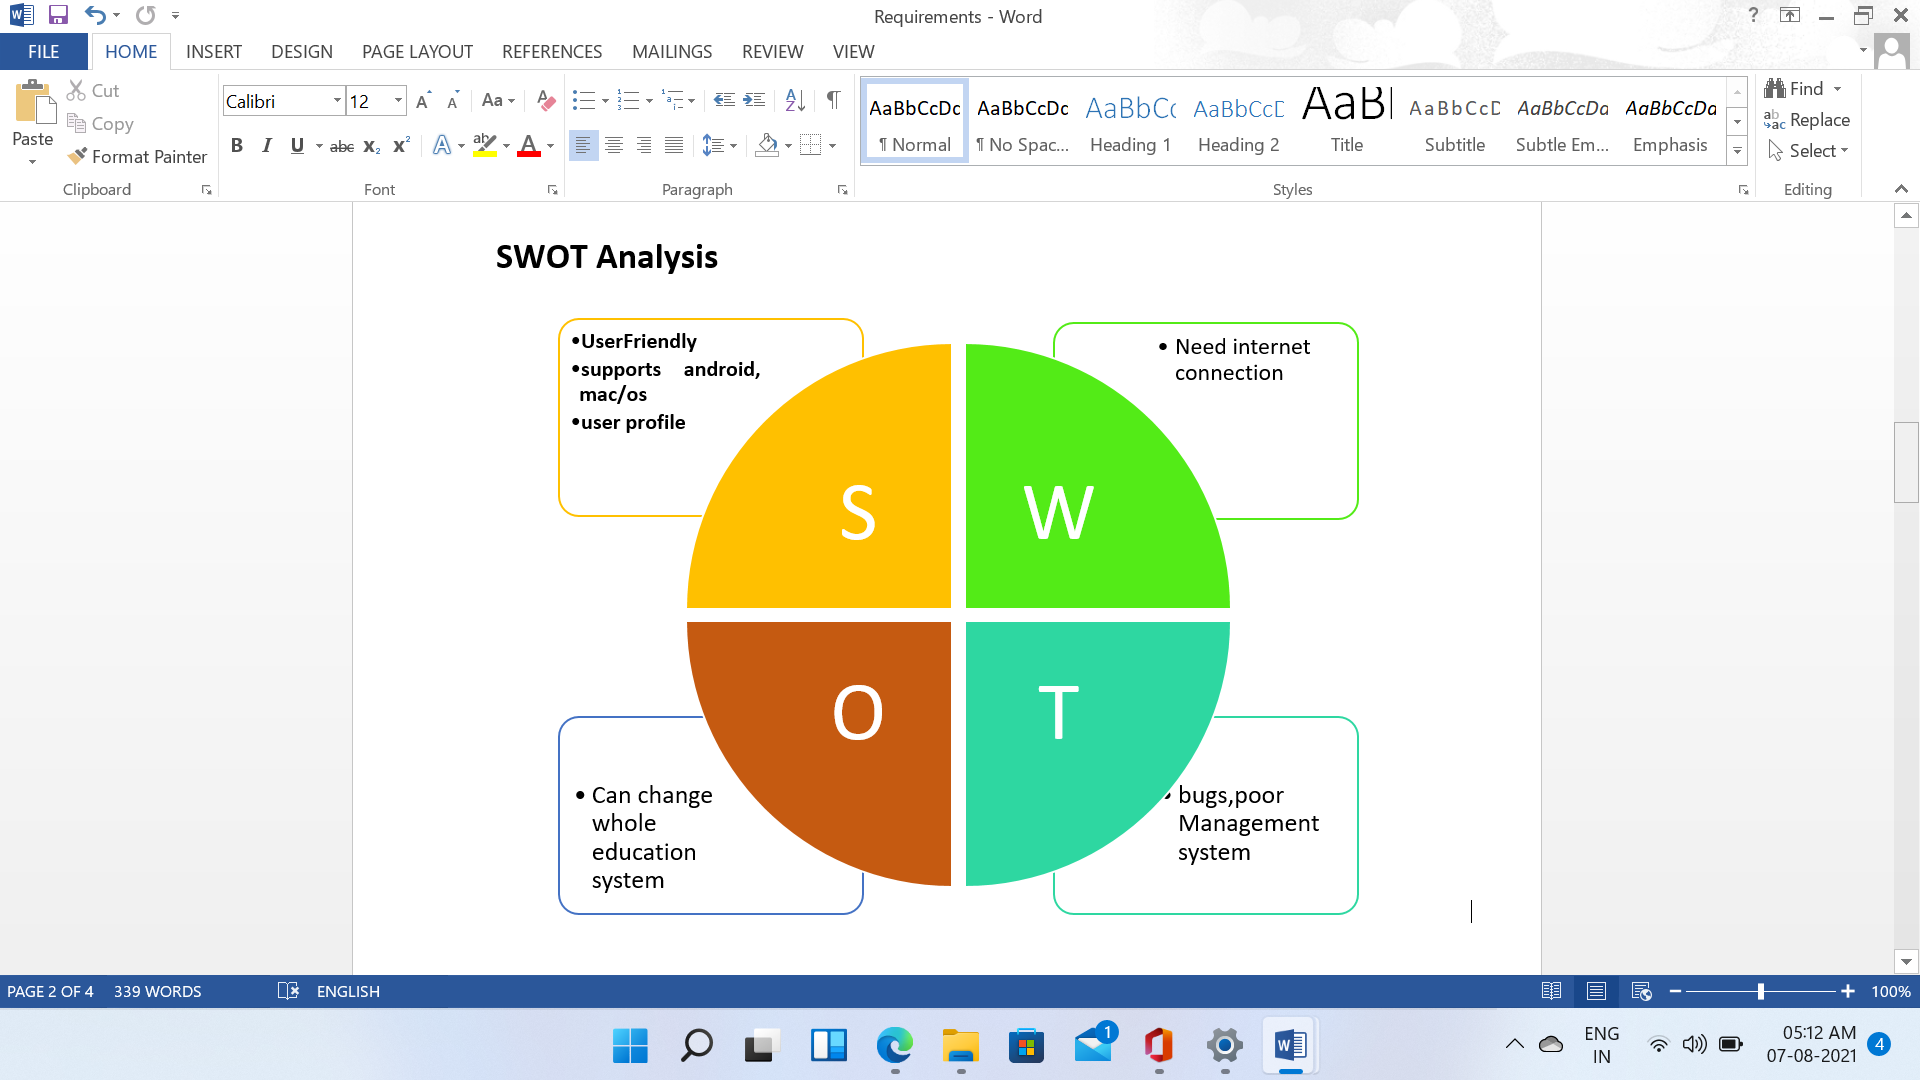 Requirements - Word
?
FILE HOME INSERT DESIGN PAGE LAYOUT REFERENCES MAILINGS REVIEW VIEW
Paste
Cut
Copy
Format Painter
Clipboard
Calibri 12
Aa
B I U abc x₂ x² A ab A
Font
A Z ¶
Paragraph
AaBbCcDc AaBbCcDc AaBbCc AaBbCcD AaBl AaBbCcD AaBbCcDa AaBbCcDa
¶ Normal ¶ No Spac... Heading 1 Heading 2 Title Subtitle Subtle Em... Emphasis
Styles
Find
Replace
Select
Editing
SWOT Analysis
•UserFriendly
•supports android,
mac/os
•user profile
• Need internet
connection
S W
O T
• Can change
whole
education
system
• bugs,poor
Management
system
PAGE 2 OF 4 339 WORDS ENGLISH 100%
1
ENG
IN
05:12 AM
07-08-2021
4